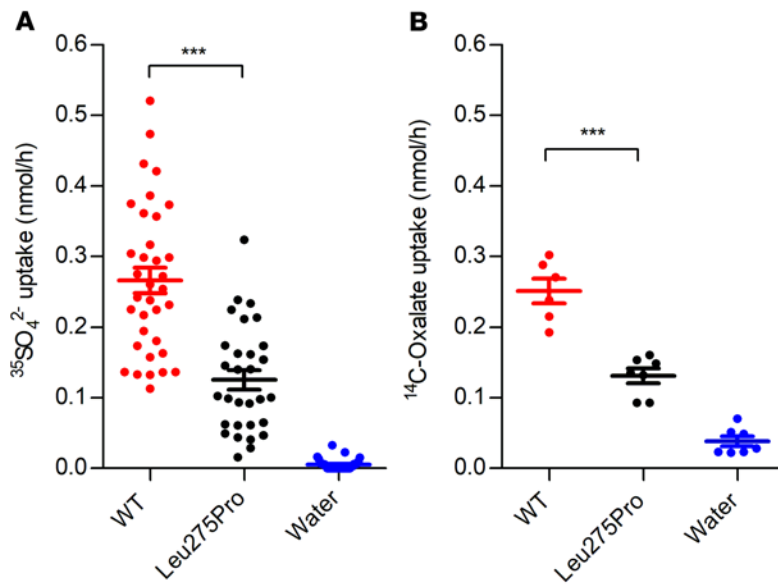 A
³⁵SO₄²⁻ uptake (nmol/h)
0.6
0.5
0.4
0.3
0.2
0.1
0.0
***
WT
Leu275Pro
Water
B
¹⁴C-Oxalate uptake (nmol/h)
0.6
0.5
0.4
0.3
0.2
0.1
0.0
***
WT
Leu275Pro
Water